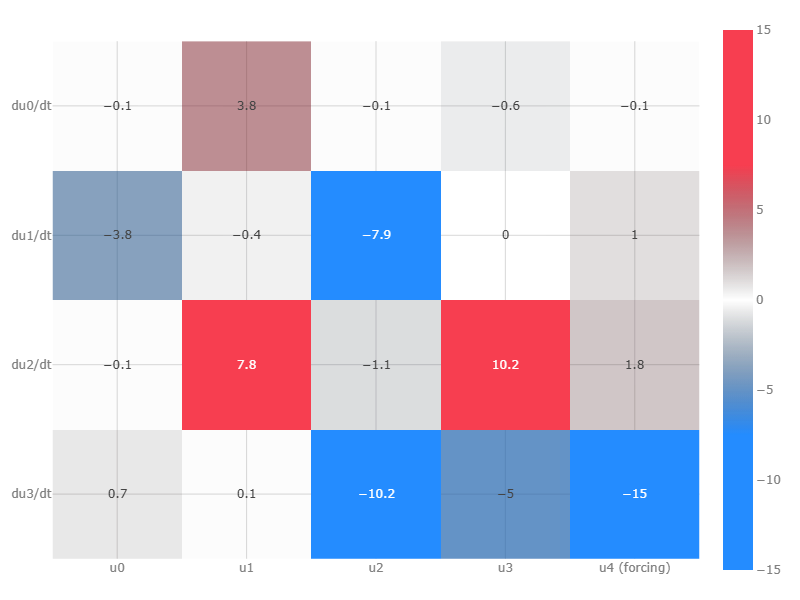 du0/dt −0.1 3.8 −0.1 −0.6 −0.1
du1/dt −3.8 −0.4 −7.9 0 1
du2/dt −0.1 7.8 −1.1 10.2 1.8
du3/dt 0.7 0.1 −10.2 −5 −15
u0 u1 u2 u3 u4 (forcing)
15
10
5
0
−5
−10
−15